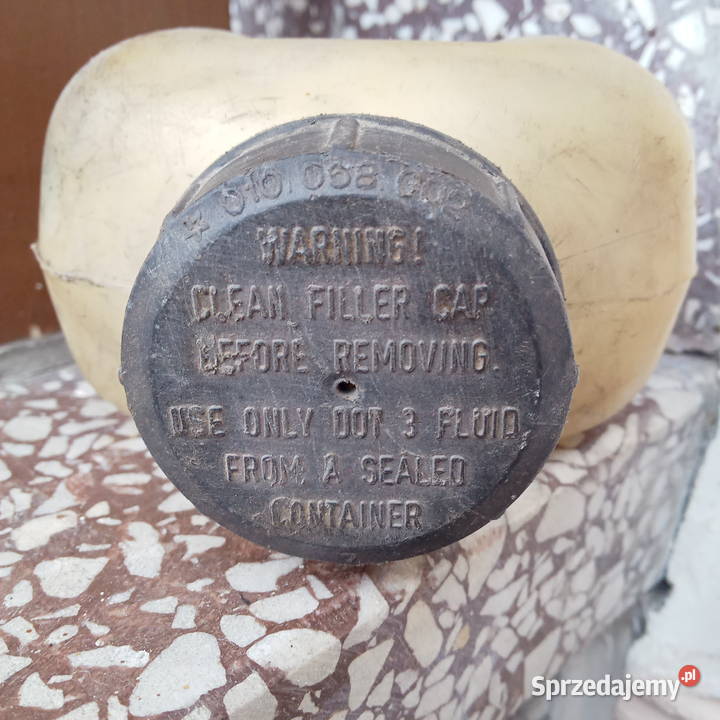 010 068 002
WARNING!
CLEAN FILLER CAP
BEFORE REMOVING.
USE ONLY DOT 3 FLUID
FROM A SEALED
CONTAINER
Sprzedajemy.pl